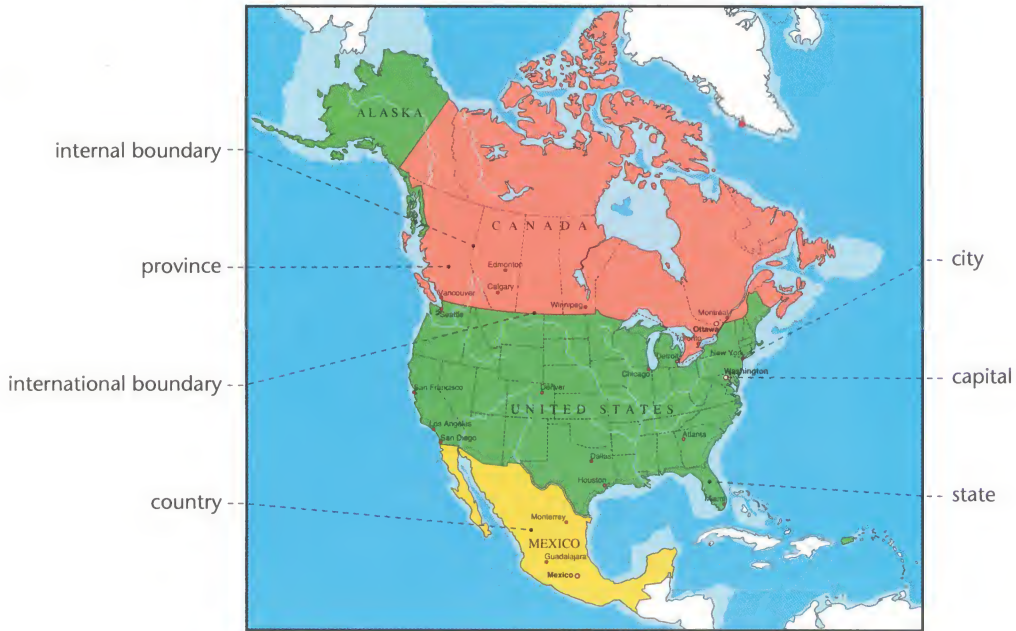 ALASKA
internal boundary
CANADA
province
Edmonton
city
Calgary
Vancouver
Winnipeg
Montreal
Seattle
Ottawa
Toronto
Detroit
New York
international boundary
Chicago
Washington
capital
San Francisco
Denver
UNITED STATES
Los Angeles
San Diego
Atlanta
Dallas
Houston
country
Miami
state
Monterrey
MEXICO
Guadalajara
Mexico